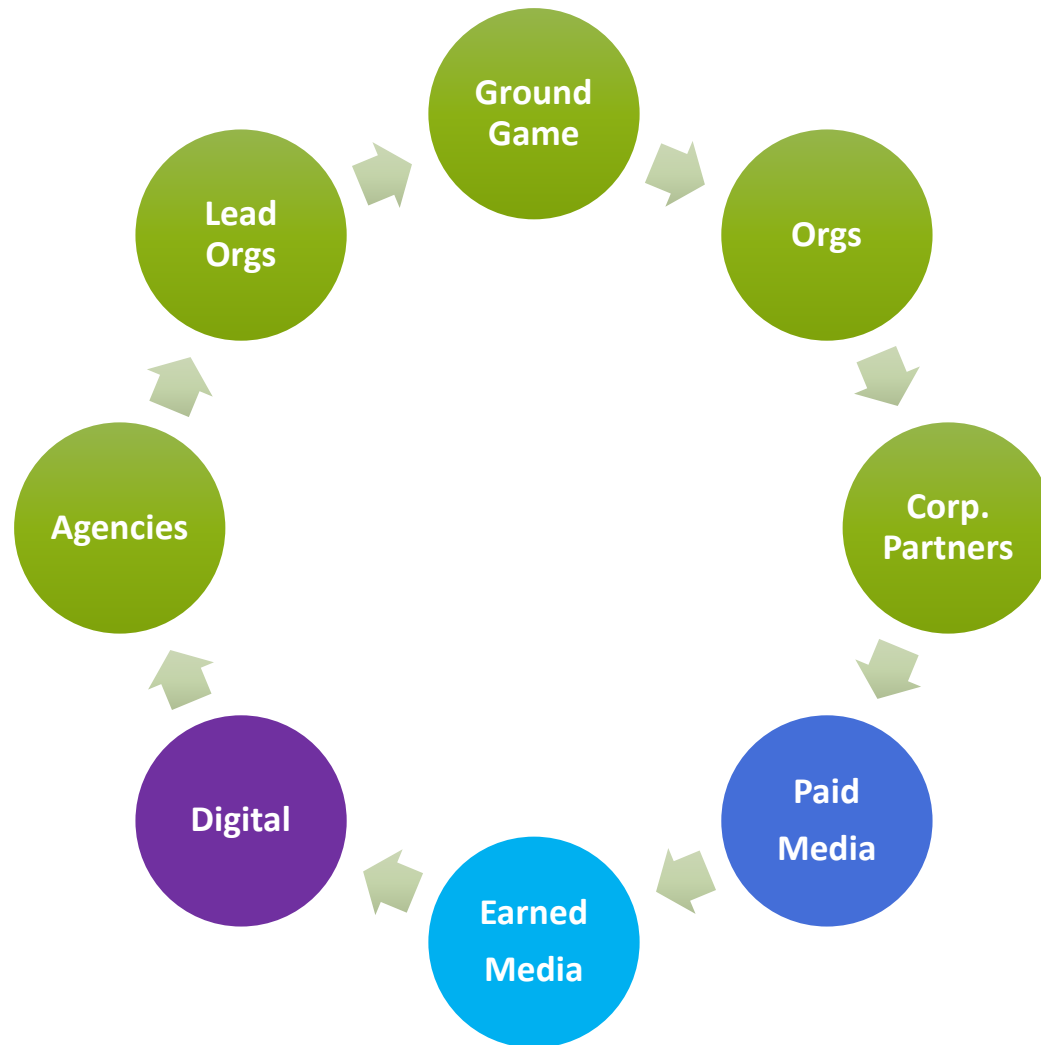 Ground
Game
Orgs
Corp.
Partners
Paid
Media
Earned
Media
Digital
Agencies
Lead
Orgs